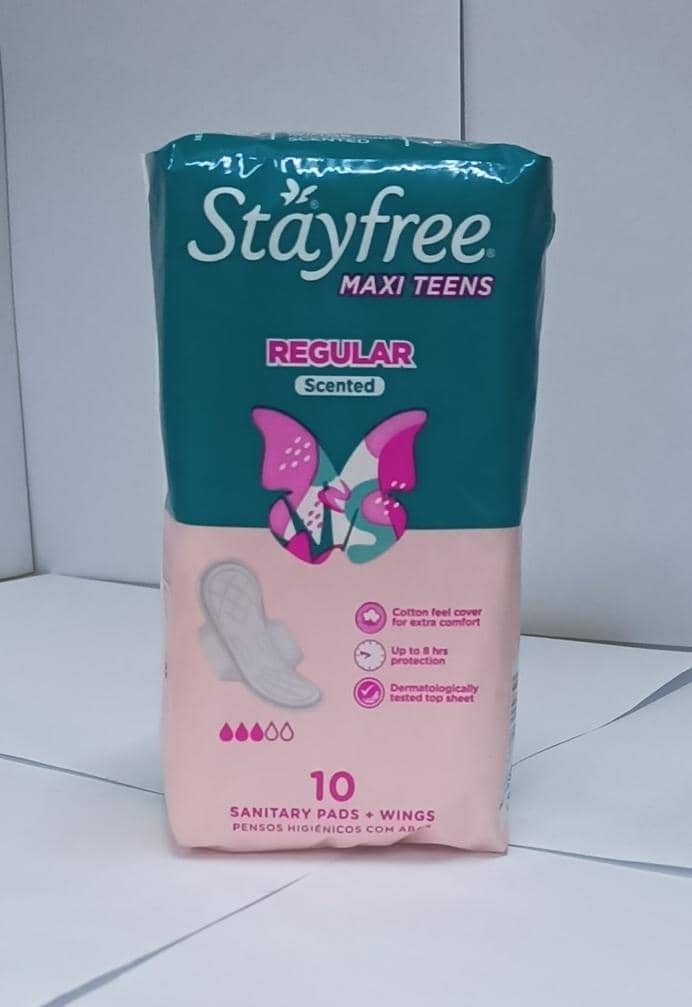 Stayfree®
MAXI TEENS
REGULAR
Scented
Cotton feel cover
for extra comfort
Up to 8 hrs
protection
Dermatologically
tested top sheet
10
SANITARY PADS + WINGS
PENSOS HIGIÉNICOS COM